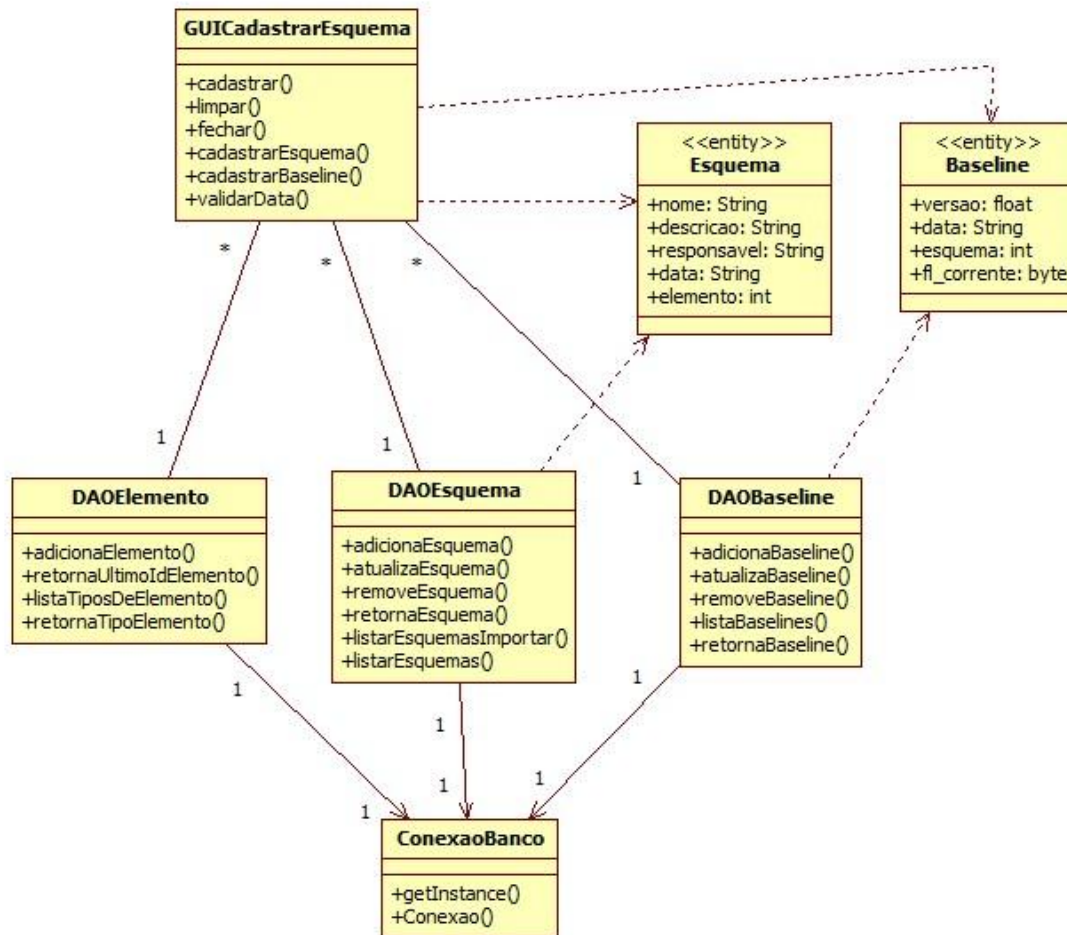 GUICadastrarEsquema
+cadastrar()
+limpar()
+fechar()
+cadastrarEsquema()
+cadastrarBaseline()
+validarData()
<<entity>>
Esquema
+nome: String
+descricao: String
+responsavel: String
+data: String
+elemento: int
<<entity>>
Baseline
+versao: float
+data: String
+esquema: int
+fl_corrente: byte
*
*
*
1
1
1
DAOElemento
+adicionaElemento()
+retornaUltimoIdElemento()
+listaTiposDeElemento()
+retornaTipoElemento()
DAOEsquema
+adicionaEsquema()
+atualizaEsquema()
+removeEsquema()
+retornaEsquema()
+listarEsquemasImportar()
+listarEsquemas()
DAOBaseline
+adicionaBaseline()
+atualizaBaseline()
+removeBaseline()
+listaBaselines()
+retornaBaseline()
1
1
1
1
1
1
ConexaoBanco
+getInstance()
+Conexao()